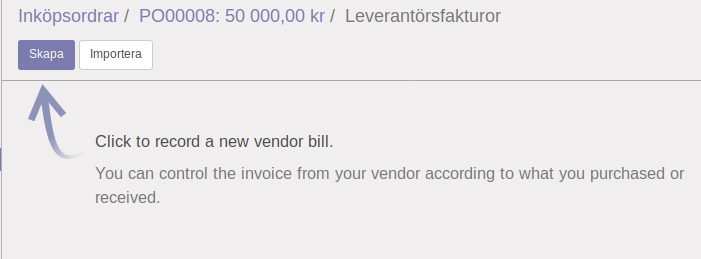 Inköpsordrar / PO00008: 50 000,00 kr / Leverantörsfakturor
Skapa Importera
Click to record a new vendor bill.
You can control the invoice from your vendor according to what you purchased or
received.